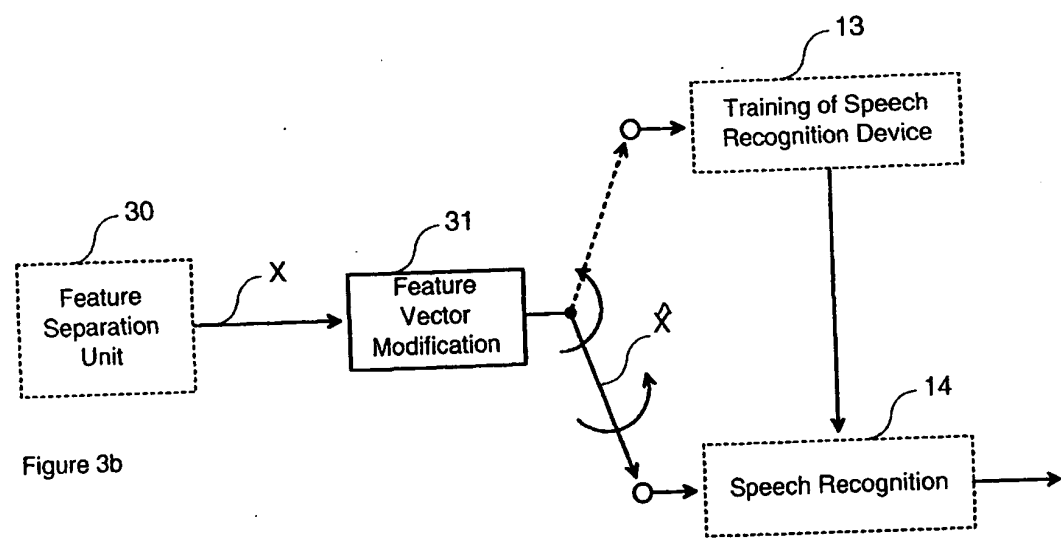 13
Training of Speech
Recognition Device
30
31
X
Feature
Separation
Unit
Feature
Vector
Modification
X̂
14
Speech Recognition
Figure 3b